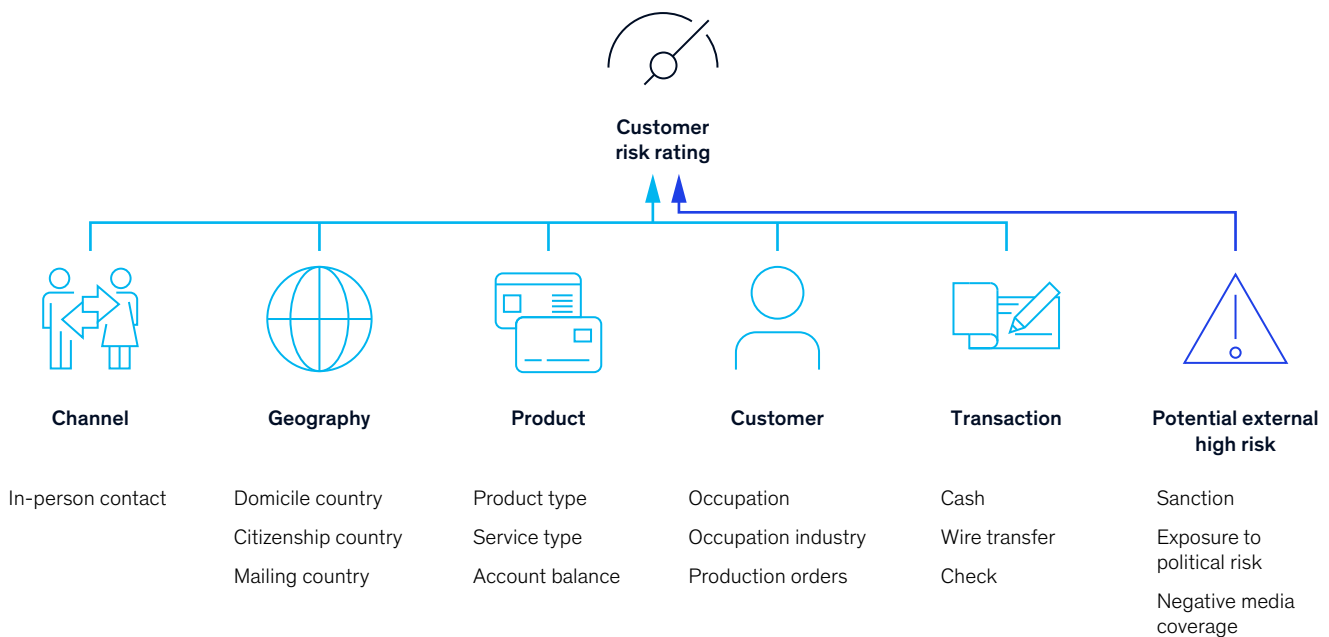 Customer
risk rating
Channel
Geography
Product
Customer
Transaction
Potential external
high risk
In-person contact
Domicile country
Citizenship country
Mailing country
Product type
Service type
Account balance
Occupation
Occupation industry
Production orders
Cash
Wire transfer
Check
Sanction
Exposure to
political risk
Negative media
coverage